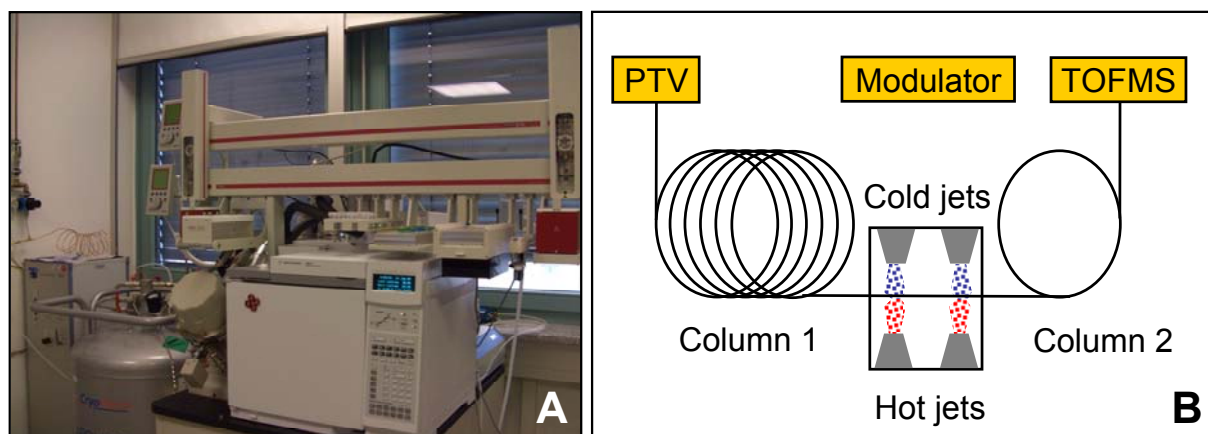 A
PTV
Modulator
TOFMS
Cold jets
Column 1
Column 2
Hot jets
B